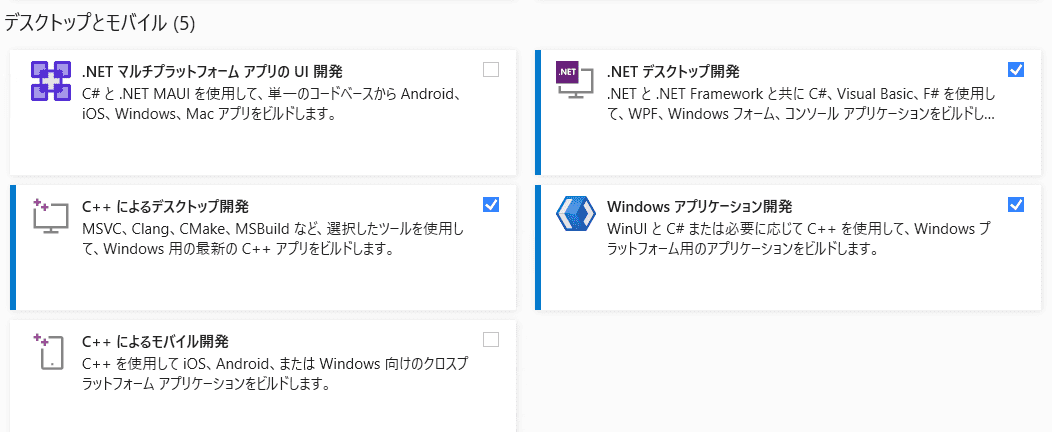 デスクトップとモバイル (5)
.NET マルチプラットフォーム アプリの UI 開発
C# と .NET MAUI を使用して、単一のコードベースから Android、
iOS、Windows、Mac アプリをビルドします。
.NET
.NET デスクトップ開発
.NET と .NET Framework と共に C#、Visual Basic、F# を使用し
て、WPF、Windows フォーム、コンソール アプリケーションをビルドし...
C++ によるデスクトップ開発
MSVC、Clang、CMake、MSBuild など、選択したツールを使用し
て、Windows 用の最新の C++ アプリをビルドします。
Windows アプリケーション開発
WinUI と C# または必要に応じて C++ を使用して、Windows プ
ラットフォーム用のアプリケーションをビルドします。
C++ によるモバイル開発
C++ を使用して iOS、Android、または Windows 向けのクロスプ
ラットフォーム アプリケーションをビルドします。